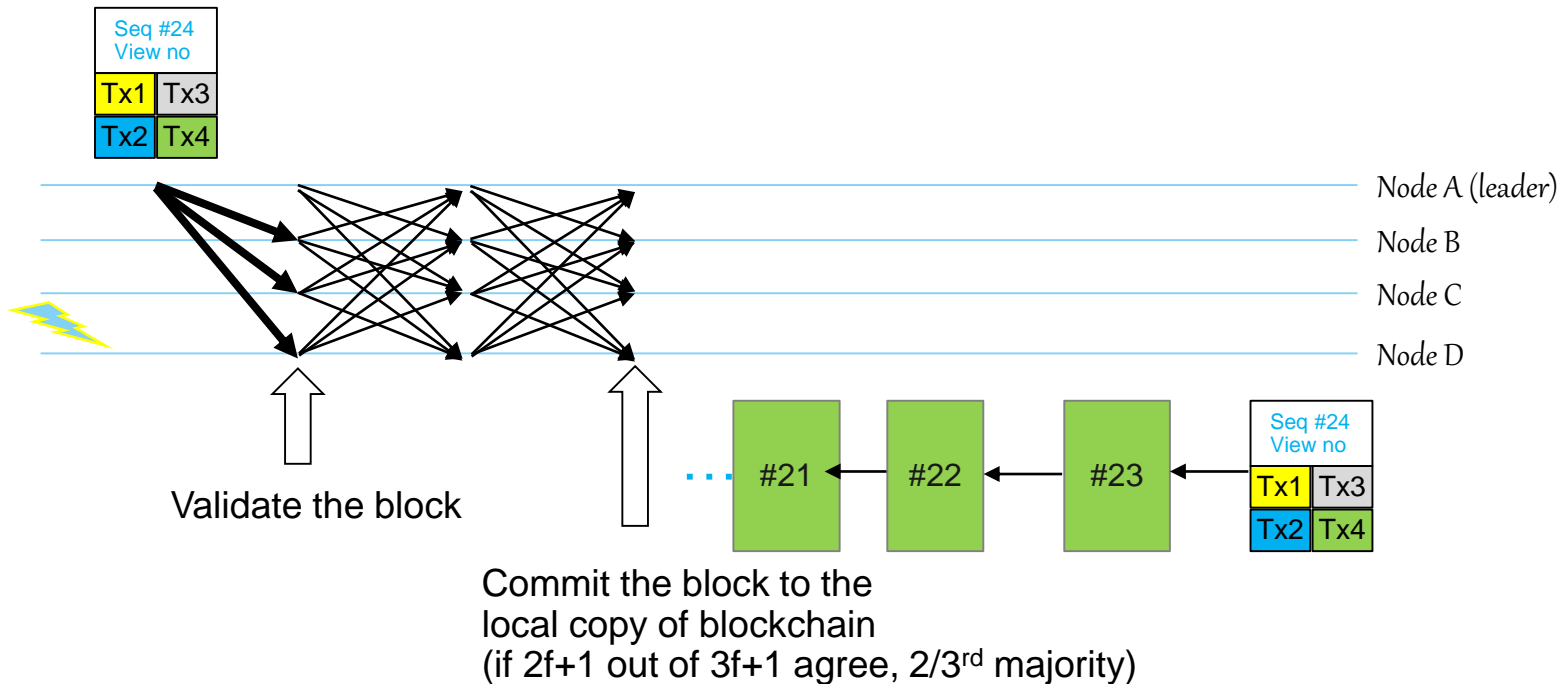 Seq #24
View no
Tx1 Tx3
Tx2 Tx4
Node A (leader)
Node B
Node C
Node D
Validate the block
#21
#22
#23
Seq #24
View no
Tx1 Tx3
Tx2 Tx4
Commit the block to the
local copy of blockchain
(if 2f+1 out of 3f+1 agree, 2/3rd majority)